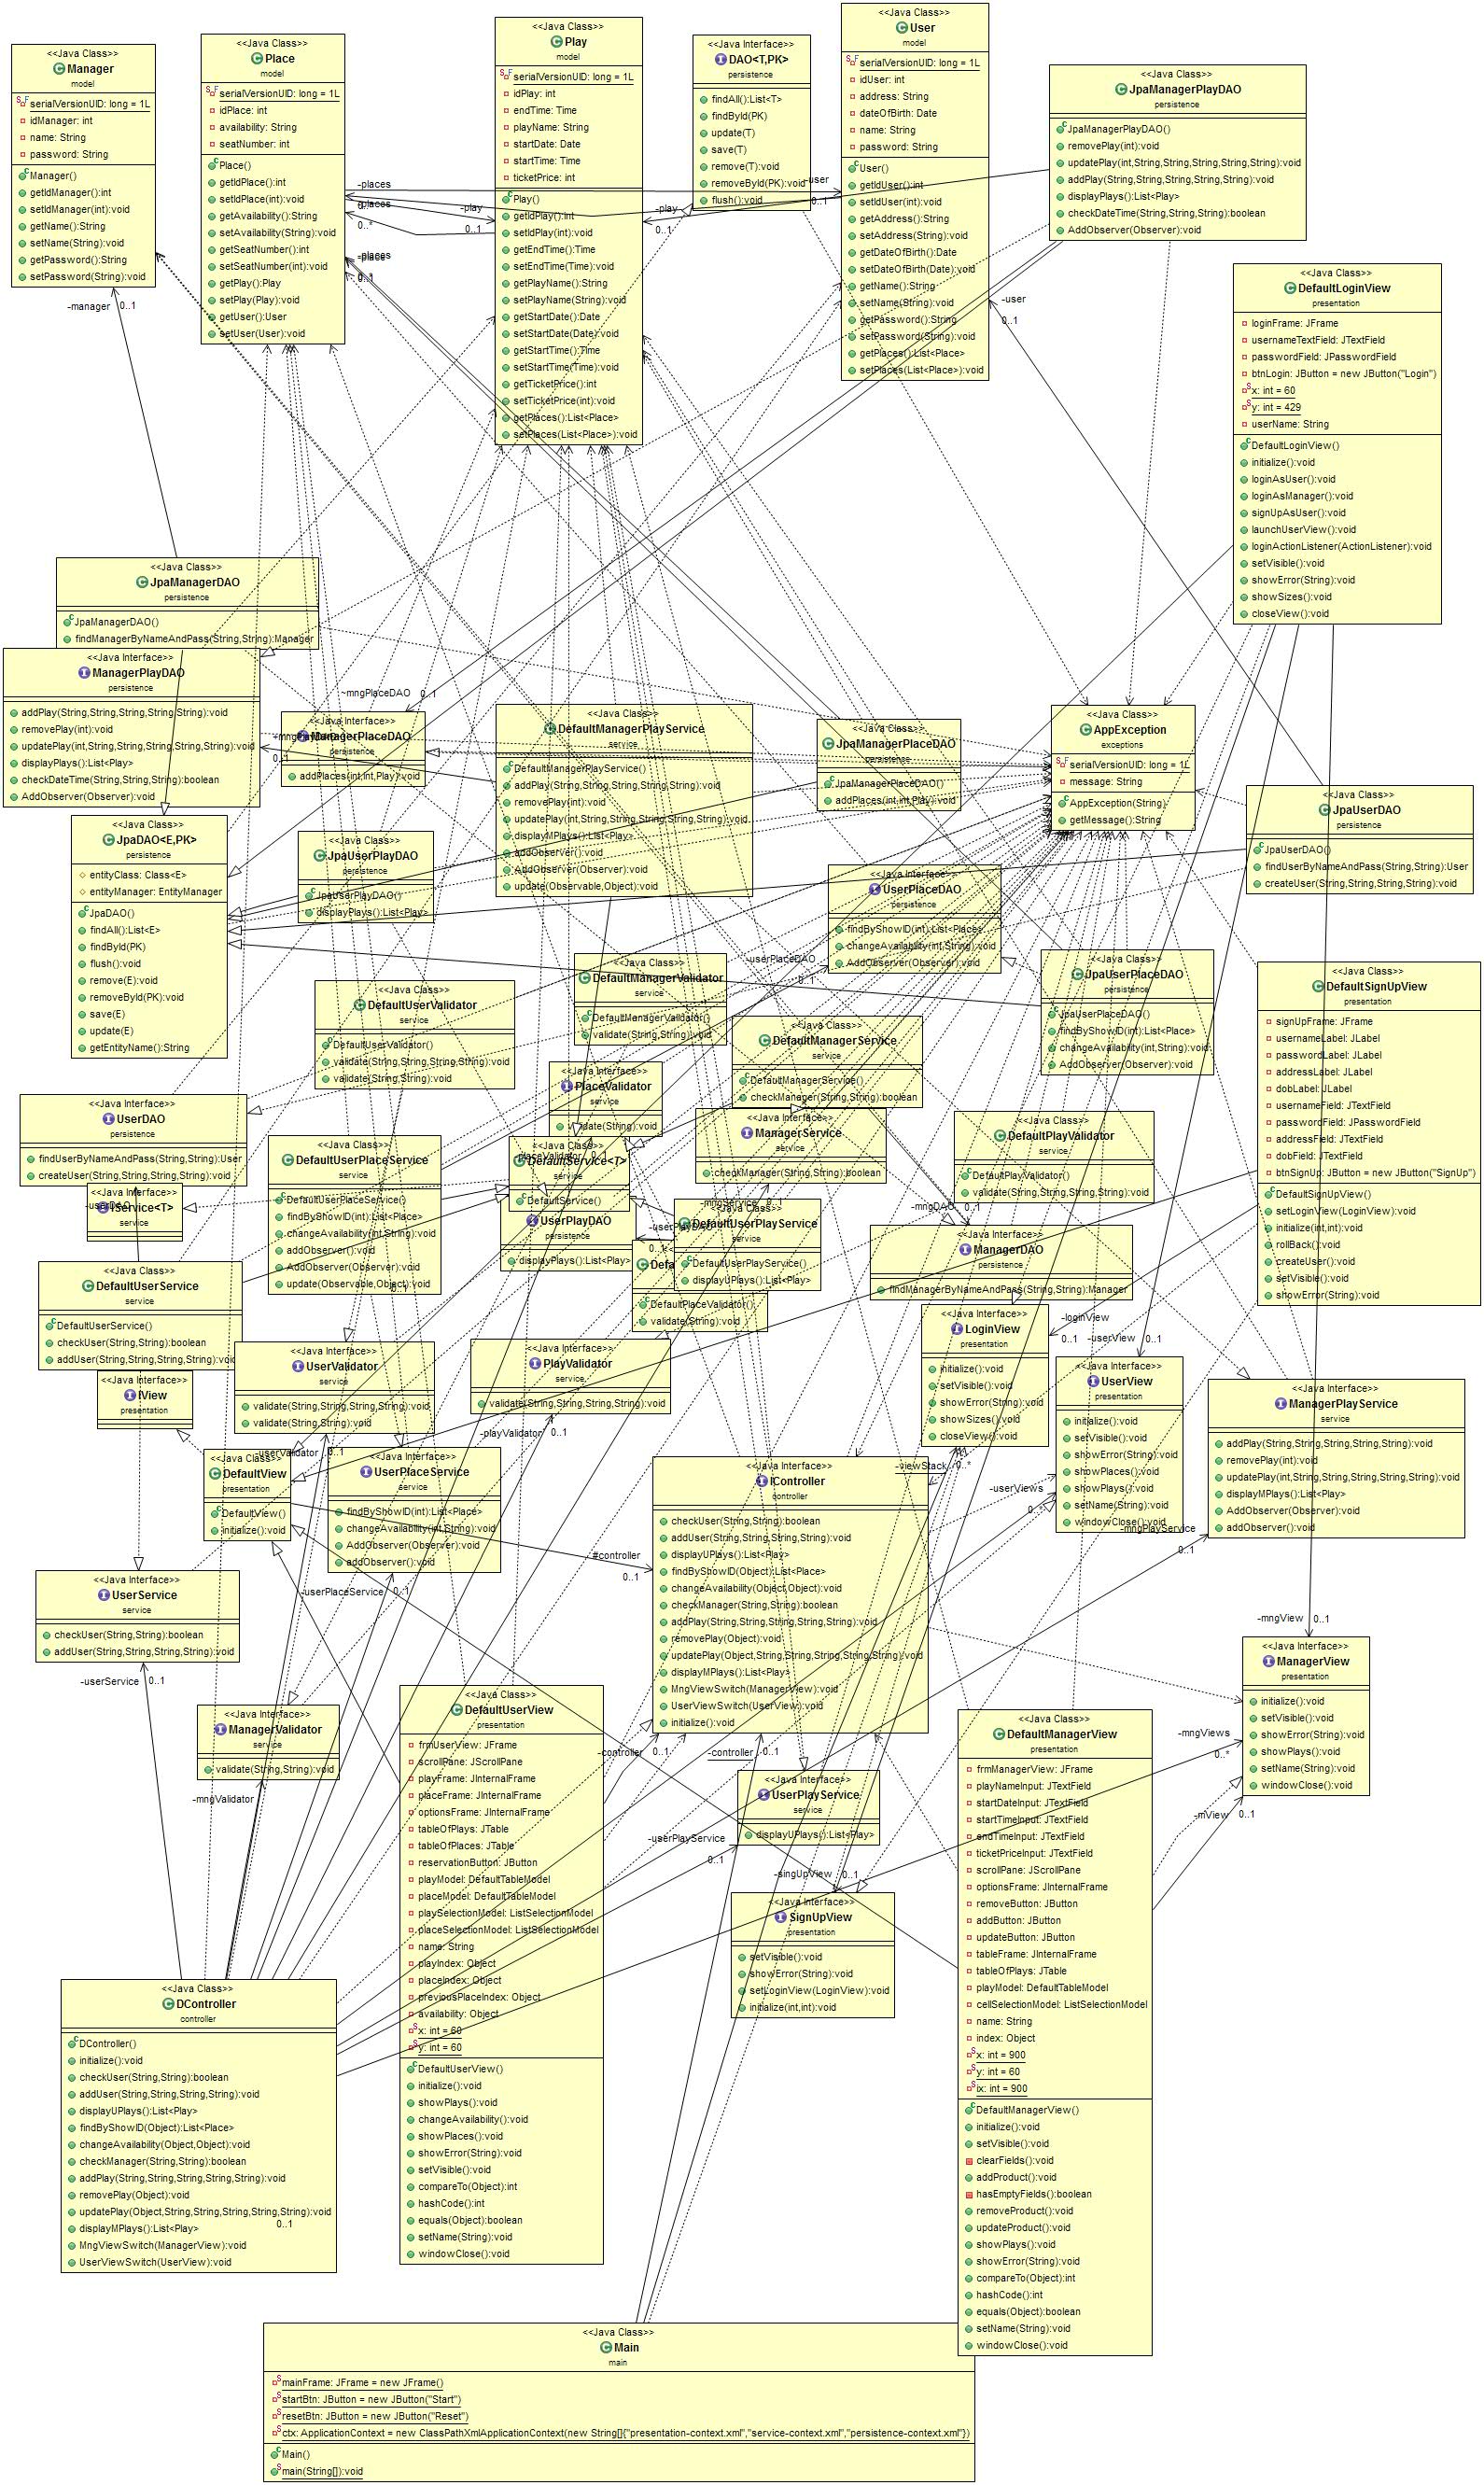 <<Java Class>>
Manager
model
serialVersionUID: long = 1L
idManager: int
name: String
password: String
Manager()
getIdManager():int
setIdManager(int):void
getName():String
setName(String):void
getPassword():String
setPassword(String):void
<<Java Class>>
Place
model
serialVersionUID: long = 1L
idPlace: int
availability: String
seatNumber: int
Place()
getIdPlace():int
setIdPlace(int):void
getAvailability():String
setAvailability(String):void
getSeatNumber():int
setSeatNumber(int):void
getPlay():Play
setPlay(Play):void
getUser():User
setUser(User):void
<<Java Class>>
Play
model
serialVersionUID: long = 1L
idPlay: int
endTime: Time
playName: String
startDate: Date
startTime: Time
ticketPrice: int
Play()
getIdPlay():int
setIdPlay(int):void
getEndTime():Time
setEndTime(Time):void
getPlayName():String
setPlayName(String):void
getStartDate():Date
setStartDate(Date):void
getStartTime():Time
setStartTime(Time):void
getTicketPrice():int
setTicketPrice(int):void
getPlaces():List<Place>
setPlaces(List<Place>):void
<<Java Interface>>
DAO<T,PK>
persistence
findAll():List<T>
findById(PK)
update(T)
save(T)
remove(T):void
removeById(PK):void
flush():void
<<Java Class>>
User
model
serialVersionUID: long = 1L
idUser: int
address: String
dateOfBirth: Date
name: String
password: String
User()
getIdUser():int
setIdUser(int):void
getAddress():String
setAddress(String):void
getDateOfBirth():Date
setDateOfBirth(Date):void
getName():String
setName(String):void
getPassword():String
setPassword(String):void
getPlaces():List<Place>
setPlaces(List<Place>):void
<<Java Class>>
JpaManagerPlayDAO
persistence
JpaManagerPlayDAO()
removePlay(int):void
updatePlay(int,String,String,String,String,String):void
addPlay(String,String,String,String,String):void
displayPlays():List<Play>
checkDateTime(String,String,String):boolean
AddObserver(Observer):void
-places
-places
0..*
-play
0..1
-play
0..1
-user
0..1
-places
0..1
-user
0..1
-manager
0..1
<<Java Class>>
DefaultLoginView
presentation
loginFrame: JFrame
usernameTextField: JTextField
passwordField: JPasswordField
btnLogin: JButton = new JButton("Login")
x: int = 60
y: int = 429
userName: String
DefaultLoginView()
initialize():void
loginAsUser():void
loginAsManager():void
signUpAsUser():void
launchUserView():void
loginActionListener(ActionListener):void
setVisible():void
showError(String):void
showSizes():void
closeView():void
<<Java Class>>
JpaManagerDAO
persistence
JpaManagerDAO()
findManagerByNameAndPass(String,String):Manager
<<Java Interface>>
ManagerPlayDAO
persistence
addPlay(String,String,String,String,String):void
removePlay(int):void
updatePlay(int,String,String,String,String,String):void
displayPlays():List<Play>
checkDateTime(String,String,String):boolean
AddObserver(Observer):void
~mngPlaceDAO
0..1
0..1
<<Java Interface>>
ManagerPlaceDAO
persistence
addPlaces(int,int,Play):void
<<Java Class>>
DefaultManagerPlayService
service
DefaultManagerPlayService()
addPlay(String,String,String,String,String):void
removePlay(int):void
updatePlay(int,String,String,String,String,String):void
displayMPlays():List<Play>
addObserver():void
AddObserver(Observer):void
update(Observable,Object):void
<<Java Class>>
JpaManagerPlaceDAO
persistence
JpaManagerPlaceDAO()
addPlaces(int,int,Play):void
<<Java Class>>
AppException
exceptions
serialVersionUID: long = 1L
message: String
AppException(String)
getMessage():String
<<Java Class>>
JpaUserDAO
persistence
JpaUserDAO()
findUserByNameAndPass(String,String):User
createUser(String,String,String,String):void
<<Java Class>>
JpaDAO<E,PK>
persistence
entityClass: Class<E>
entityManager: EntityManager
JpaDAO()
findAll():List<E>
findById(PK)
flush():void
remove(E):void
removeById(PK):void
save(E)
update(E)
getEntityName():String
<<Java Class>>
JpaUserPlayDAO
persistence
JpaUserPlayDAO()
displayPlays():List<Play>
<<Java Interface>>
UserPlaceDAO
persistence
findByShowID(int):List<Place>
changeAvailability(int,String):void
AddObserver(Observer):void
-userPlaceDAO
0..1
<<Java Class>>
JpaUserPlaceDAO
persistence
JpaUserPlaceDAO()
findByShowID(int):List<Place>
changeAvailability(int,String):void
AddObserver(Observer):void
<<Java Class>>
DefaultManagerValidator
service
DefaultManagerValidator()
validate(String,String):void
<<Java Class>>
DefaultUserValidator
service
DefaultUserValidator()
validate(String,String,String,String):void
validate(String,String):void
<<Java Class>>
DefaultManagerService
service
DefaultManagerService()
checkManager(String,String):boolean
<<Java Class>>
DefaultSignUpView
presentation
signUpFrame: JFrame
usernameLabel: JLabel
passwordLabel: JLabel
addressLabel: JLabel
dobLabel: JLabel
usernameField: JTextField
passwordField: JPasswordField
addressField: JTextField
dobField: JTextField
btnSignUp: JButton = new JButton("SignUp")
DefaultSignUpView()
setLoginView(LoginView):void
initialize(int,int):void
rollBack():void
createUser():void
setVisible():void
showError(String):void
<<Java Interface>>
PlaceValidator
service
validate(String):void
<<Java Interface>>
UserDAO
persistence
findUserByNameAndPass(String,String):User
createUser(String,String,String,String):void
<<Java Interface>>
IService<T>
service
<<Java Class>>
DefaultUserPlaceService
service
DefaultUserPlaceService()
findByShowID(int):List<Place>
changeAvailability(int,String):void
addObserver():void
AddObserver(Observer):void
update(Observable,Object):void
0..1
<<Java Class>>
DefaultService<T>
service
DefaultService()
-placeValidator
0..1
<<Java Interface>>
ManagerService
service
checkManager(String,String):boolean
-mngService
0..1
-mngDAO
0..1
<<Java Class>>
DefaultPlayValidator
service
DefaultPlayValidator()
validate(String,String,String,String):void
UserPlayDAO
persistence
displayPlays():List<Play>
-userPlayDAO
0..1
<<Java Class>>
DefaultUserPlayService
service
DefaultUserPlayService()
displayUPlays():List<Play>
Defa
DefaultPlaceValidator()
validate(String):void
<<Java Interface>>
ManagerDAO
persistence
findManagerByNameAndPass(String,String):Manager
<<Java Class>>
DefaultUserService
service
DefaultUserService()
checkUser(String,String):boolean
addUser(String,String,String,String):void
<<Java Interface>>
UserValidator
service
validate(String,String,String,String):void
validate(String,String):void
<<Java Interface>>
PlayValidator
service
validate(String,String,String,String):void
-playValidator
0..1
<<Java Interface>>
LoginView
presentation
initialize():void
setVisible():void
showError(String):void
showSizes():void
closeView():void
-loginView
0..1
-userView
0..1
<<Java Interface>>
UserView
presentation
initialize():void
setVisible():void
showError(String):void
showPlaces():void
showPlays():void
setName(String):void
windowClose():void
<<Java Interface>>
ManagerPlayService
service
addPlay(String,String,String,String,String):void
removePlay(int):void
updatePlay(int,String,String,String,String,String):void
displayMPlays():List<Play>
AddObserver(Observer):void
addObserver():void
-mngPlayService
0..1
<<Java Interface>>
IView
presentation
<<Java Class>>
DefaultView
presentation
DefaultView()
initialize():void
-userValidator
0..1
<<Java Interface>>
UserPlaceService
service
findByShowID(int):List<Place>
changeAvailability(int,String):void
AddObserver(Observer):void
addObserver():void
-userPlaceService
0..1
#controller
0..1
-viewStack
0..*
-userViews
0..*
<<Java Interface>>
IController
controller
checkUser(String,String):boolean
addUser(String,String,String,String):void
displayUPlays():List<Play>
findByShowID(Object):List<Place>
changeAvailability(Object,Object):void
checkManager(String,String):boolean
addPlay(String,String,String,String,String):void
removePlay(Object):void
updatePlay(Object,String,String,String,String,String):void
displayMPlays():List<Play>
MngViewSwitch(ManagerView):void
UserViewSwitch(UserView):void
initialize():void
<<Java Interface>>
UserService
service
checkUser(String,String):boolean
addUser(String,String,String,String):void
-userService
0..1
<<Java Interface>>
ManagerValidator
service
validate(String,String):void
-mngValidator
-mngView
0..1
<<Java Interface>>
ManagerView
presentation
initialize():void
setVisible():void
showError(String):void
showPlays():void
setName(String):void
windowClose():void
-mngViews
0..*
-mView
0..1
<<Java Class>>
DefaultUserView
presentation
frmUserView: JFrame
scrollPane: JScrollPane
playFrame: JInternalFrame
placeFrame: JInternalFrame
optionsFrame: JInternalFrame
tableOfPlays: JTable
tableOfPlaces: JTable
reservationButton: JButton
playModel: DefaultTableModel
placeModel: DefaultTableModel
playSelectionModel: ListSelectionModel
placeSelectionModel: ListSelectionModel
name: String
playIndex: Object
placeIndex: Object
previousPlaceIndex: Object
availability: Object
x: int = 60
y: int = 60
DefaultUserView()
initialize():void
showPlays():void
changeAvailability():void
showPlaces():void
showError(String):void
setVisible():void
compareTo(Object):int
hashCode():int
equals(Object):boolean
setName(String):void
windowClose():void
-controller
0..1
-controller
0..1
<<Java Interface>>
UserPlayService
service
displayUPlays():List<Play>
-userPlayService
0..1
-singUpView
0..1
<<Java Interface>>
SignUpView
presentation
setVisible():void
showError(String):void
setLoginView(LoginView):void
initialize(int,int):void
<<Java Class>>
DefaultManagerView
presentation
frmManagerView: JFrame
playNameInput: JTextField
startDateInput: JTextField
startTimeInput: JTextField
endTimeInput: JTextField
ticketPriceInput: JTextField
scrollPane: JScrollPane
optionsFrame: JInternalFrame
removeButton: JButton
addButton: JButton
updateButton: JButton
tableFrame: JInternalFrame
tableOfPlays: JTable
playModel: DefaultTableModel
cellSelectionModel: ListSelectionModel
name: String
index: Object
x: int = 900
y: int = 60
ix: int = 900
DefaultManagerView()
initialize():void
setVisible():void
clearFields():void
addProduct():void
hasEmptyFields():boolean
removeProduct():void
updateProduct():void
showPlays():void
showError(String):void
compareTo(Object):int
hashCode():int
equals(Object):boolean
setName(String):void
windowClose():void
<<Java Class>>
DController
controller
DController()
initialize():void
checkUser(String,String):boolean
addUser(String,String,String,String):void
displayUPlays():List<Play>
findByShowID(Object):List<Place>
changeAvailability(Object,Object):void
checkManager(String,String):boolean
addPlay(String,String,String,String,String):void
removePlay(Object):void
updatePlay(Object,String,String,String,String,String):void
displayMPlays():List<Play>
0..1
MngViewSwitch(ManagerView):void
UserViewSwitch(UserView):void
<<Java Class>>
Main
main
mainFrame: JFrame = new JFrame()
startBtn: JButton = new JButton("Start")
resetBtn: JButton = new JButton("Reset")
ctx: ApplicationContext = new ClassPathXmlApplicationContext(new String[]{"presentation-context.xml","service-context.xml","persistence-context.xml"})
Main()
main(String[]):void